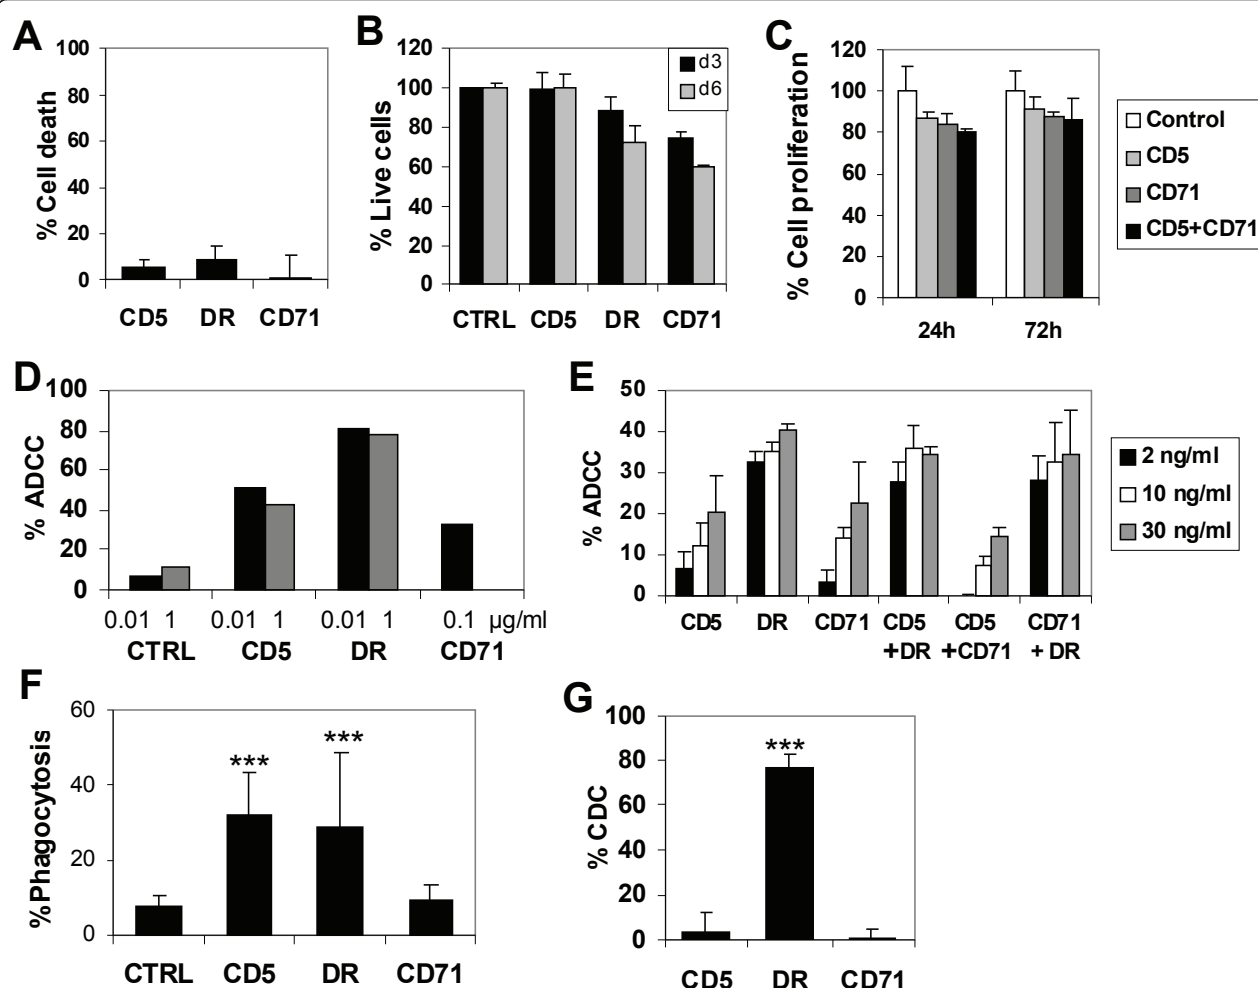 A
100
80
60
40
20
0
% Cell death
CD5 DR CD71
B
120
100
80
60
40
20
0
% Live cells
d3
d6
CTRL CD5 DR CD71
C
120
100
80
60
40
20
0
% Cell proliferation
24h 72h
Control
CD5
CD71
CD5+CD71
D
100
80
60
40
20
0
% ADCC
0.01 1 0.01 1 0.01 1 0.1 µg/ml
CTRL CD5 DR CD71
E
50
40
30
20
10
0
% ADCC
CD5 DR CD71 CD5 CD5 CD71
+DR +CD71 + DR
2 ng/ml
10 ng/ml
30 ng/ml
F
60
40
20
0
%Phagocytosis
*** ***
CTRL CD5 DR CD71
G
100
80
60
40
20
0
% CDC
***
CD5 DR CD71